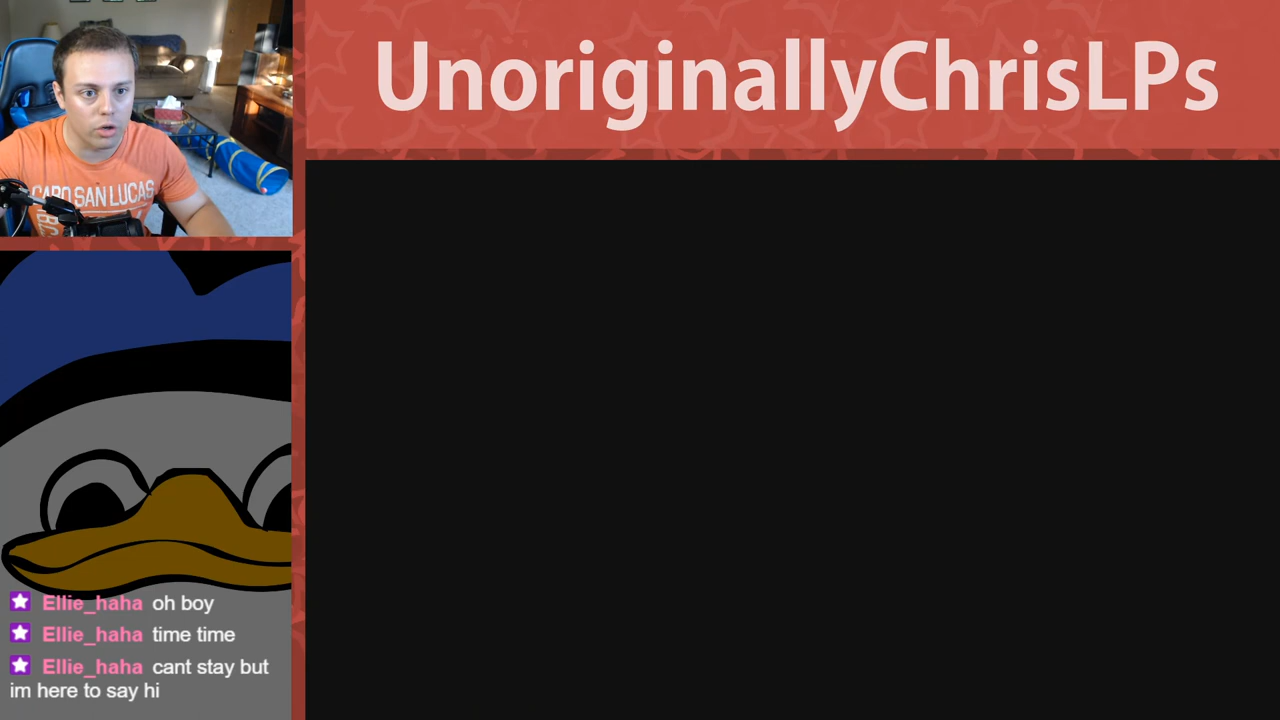 UnoriginallyChrisLPs
CABO SAN LUCAS
Ellie_haha oh boy
Ellie_haha time time
Ellie_haha cant stay but
im here to say hi